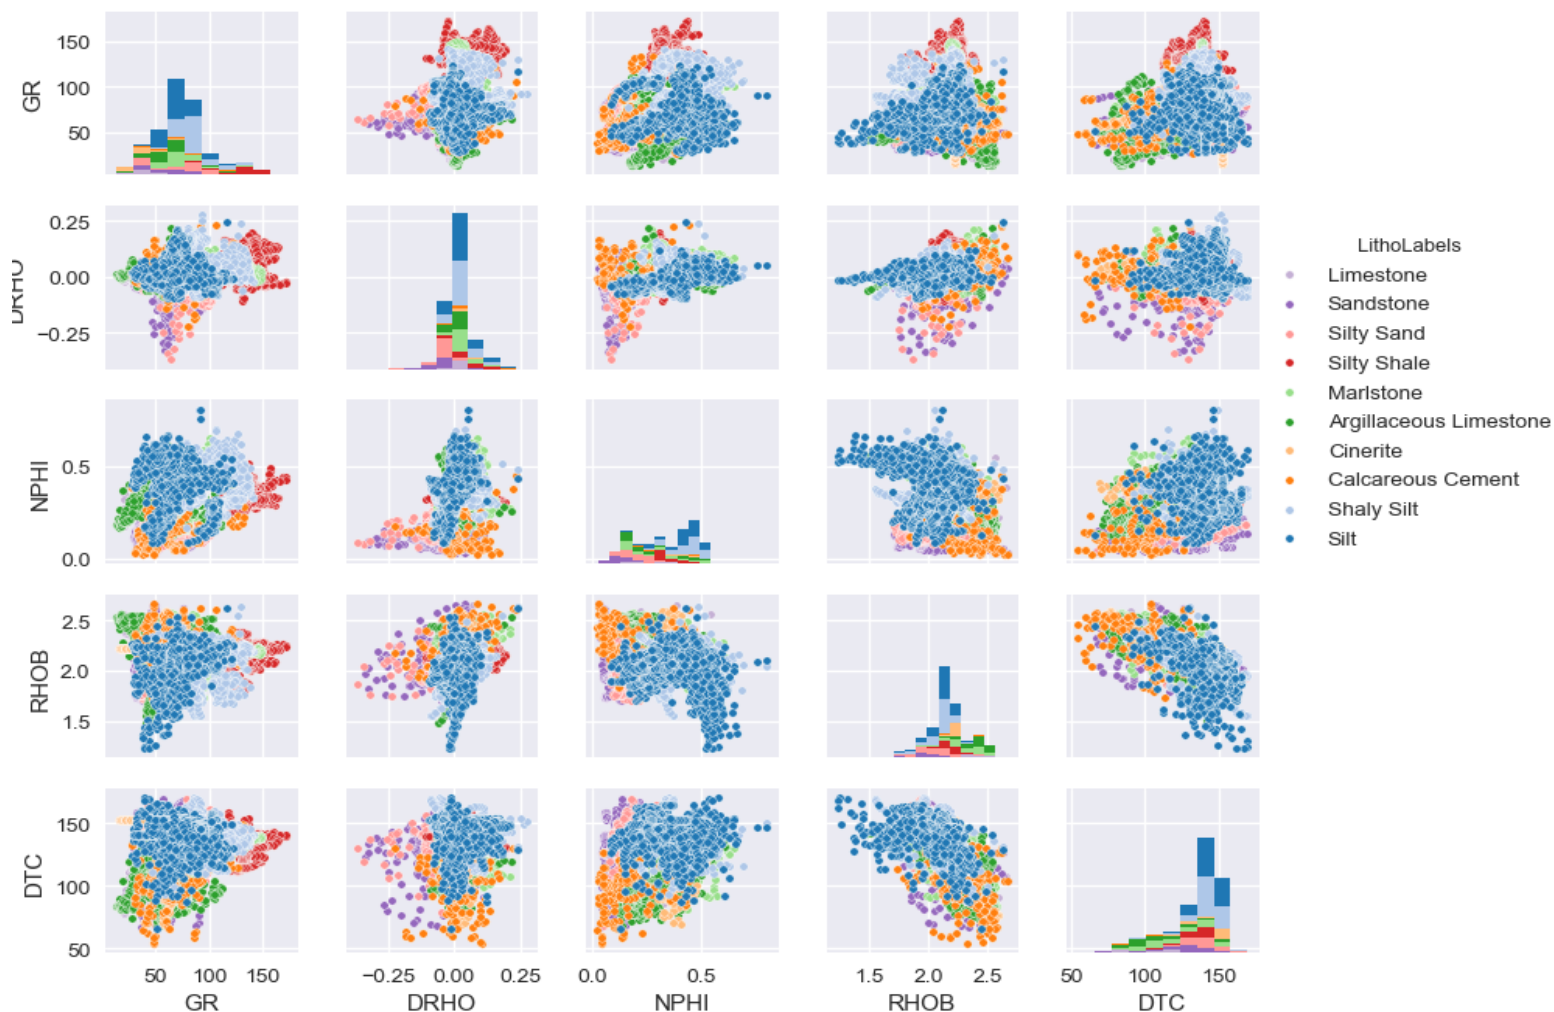 150
100
50
GR
0.25
0.00
−0.25
DRHO
0.5
0.0
NPHI
2.5
2.0
1.5
RHOB
150
100
50
DTC
50 100 150
GR
−0.25 0.00 0.25
DRHO
0.0 0.5
NPHI
1.5 2.0 2.5
RHOB
50 100 150
DTC
LithoLabels
Limestone
Sandstone
Silty Sand
Silty Shale
Marlstone
Argillaceous Limestone
Cinerite
Calcareous Cement
Shaly Silt
Silt